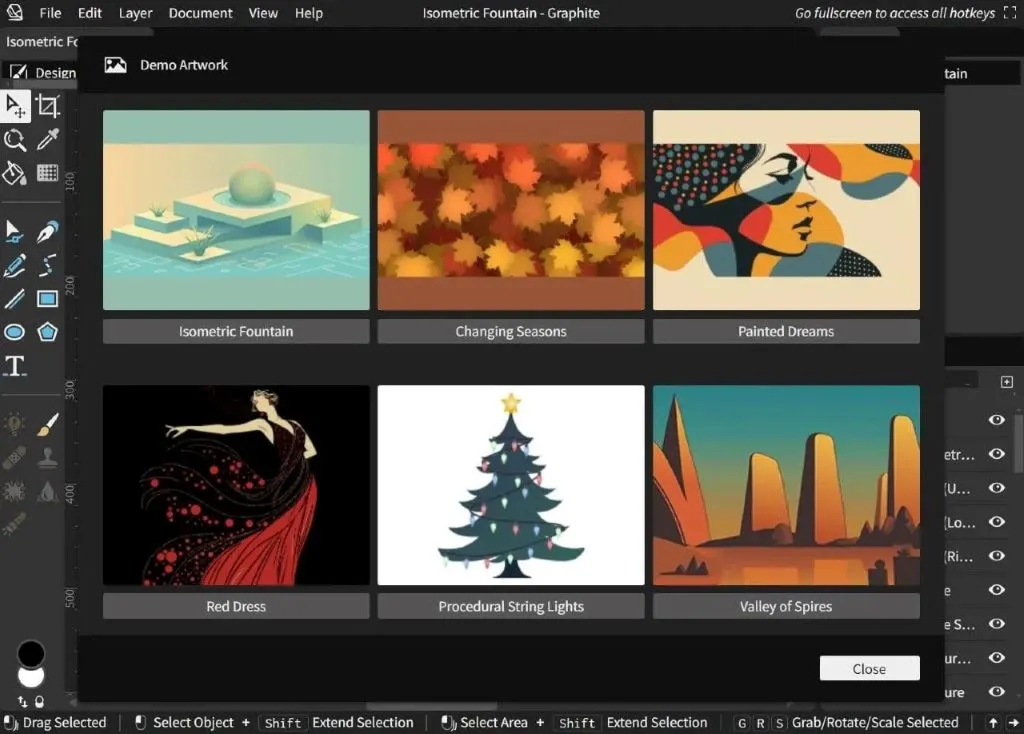 File Edit Layer Document View Help
Isometric Fountain - Graphite
Go fullscreen to access all hotkeys
Isometric Fo
Design
tain
Demo Artwork
100
200
300
400
500
Isometric Fountain
Changing Seasons
Painted Dreams
Red Dress
Procedural String Lights
Valley of Spires
etr...
(U...
(Lo...
(Ri...
e
e S...
ur...
ure
Close
Drag Selected
Select Object + Shift Extend Selection
Select Area + Shift Extend Selection
G R S Grab/Rotate/Scale Selected